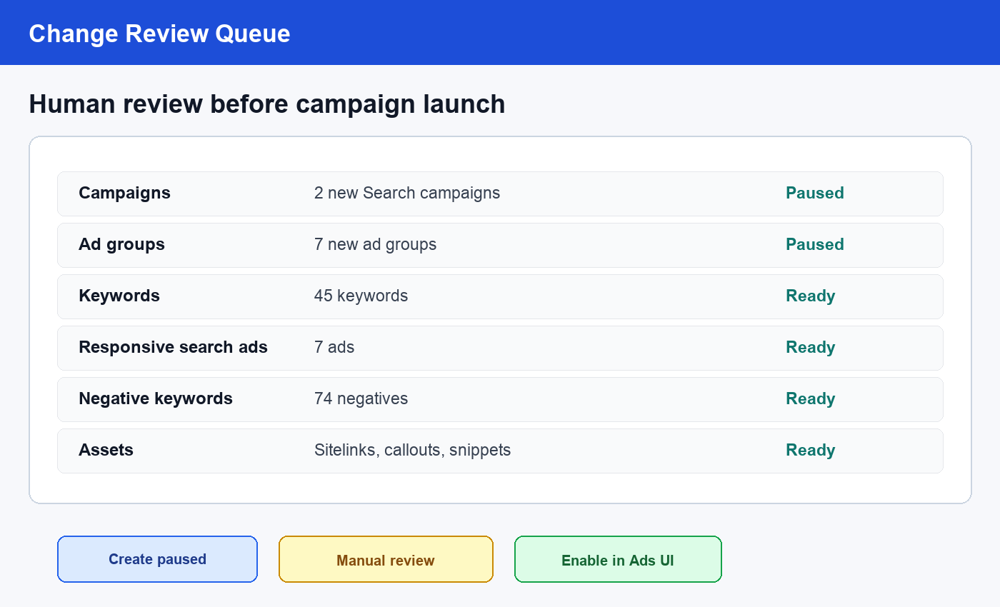 Change Review Queue
Human review before campaign launch
Campaigns 2 new Search campaigns Paused
Ad groups 7 new ad groups Paused
Keywords 45 keywords Ready
Responsive search ads 7 ads Ready
Negative keywords 74 negatives Ready
Assets Sitelinks, callouts, snippets Ready
Create paused Manual review Enable in Ads UI